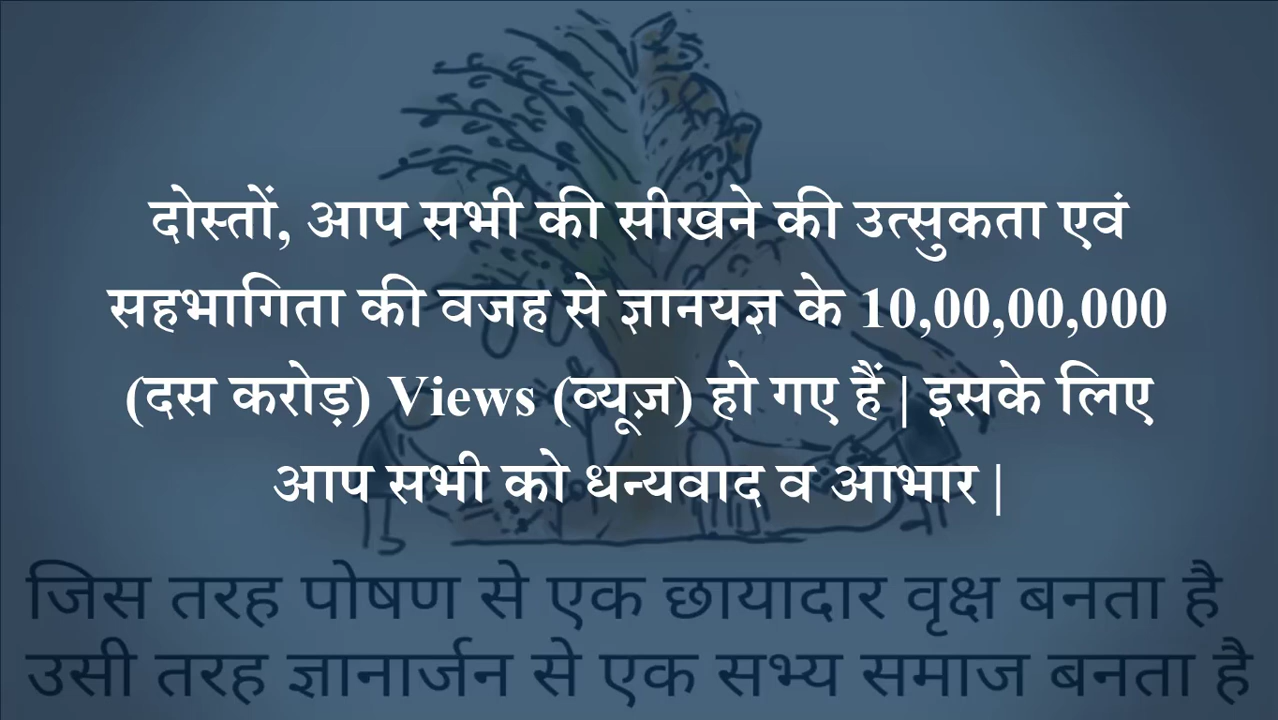 दोस्तों, आप सभी की सीखने की उत्सुकता एवं
सहभागिता की वजह से ज्ञानयज्ञ के 10,00,00,000
(दस करोड़) Views (व्यूज़) हो गए हैं | इसके लिए
आप सभी को धन्यवाद व आभार |
जिस तरह पोषण से एक छायादार वृक्ष बनता है
उसी तरह ज्ञानार्जन से एक सभ्य समाज बनता है